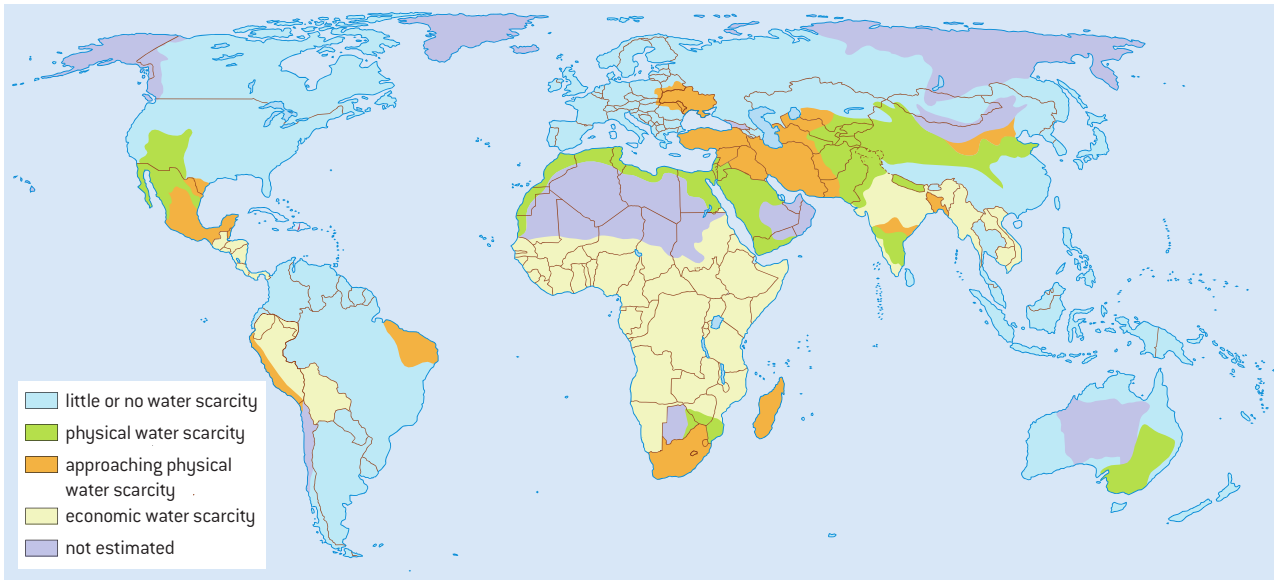 little or no water scarcity
physical water scarcity
approaching physical
water scarcity
economic water scarcity
not estimated